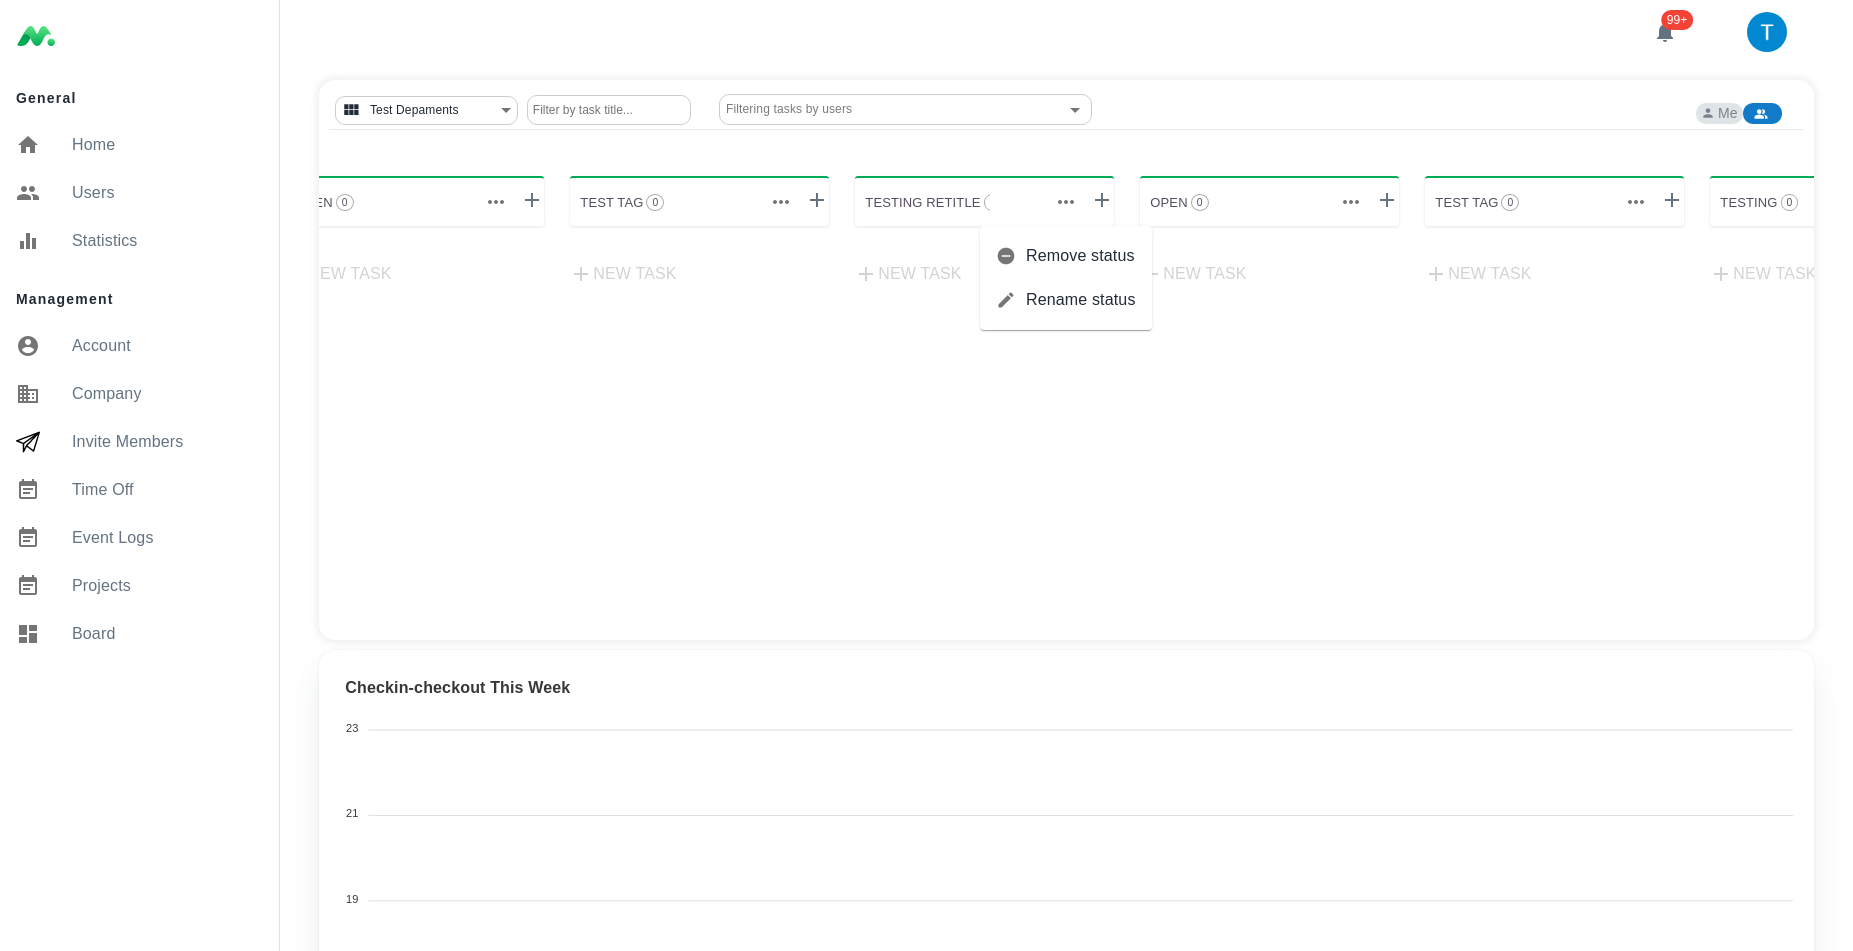 99+
T
General
Home
Users
Statistics
Management
Account
Company
Invite Members
Time Off
Event Logs
Projects
Board
Test Depaments
Filter by task title...
Filtering tasks by users
Me
EN 0
TEST TAG 0
TESTING RETITLE
OPEN 0
TEST TAG 0
TESTING 0
EW TASK
NEW TASK
NEW TASK
NEW TASK
NEW TASK
NEW TASK
Remove status
Rename status
Checkin-checkout This Week
23
21
19